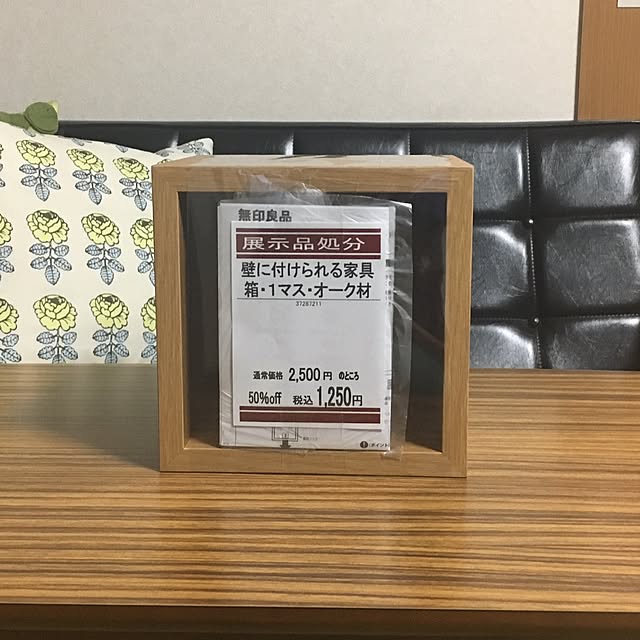 無印良品
展示品処分
壁に付けられる家具
箱・1マス・オーク材
37287211
通常価格 2,500円 のところ
50%off 税込 1,250円